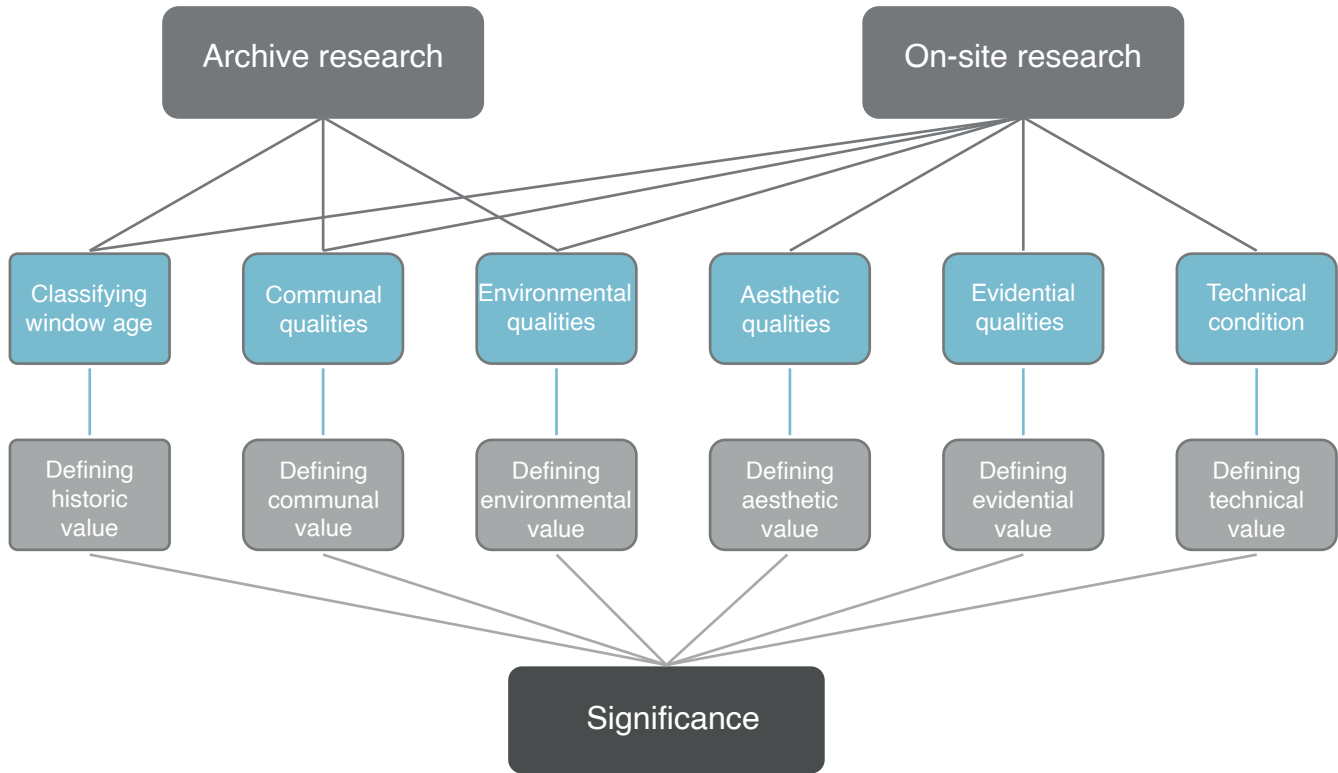 Archive research
On-site research
Classifying
window age
Communal
qualities
Environmental
qualities
Aesthetic
qualities
Evidential
qualities
Technical
condition
Defining
historic
value
Defining
communal
value
Defining
environmental
value
Defining
aesthetic
value
Defining
evidential
value
Defining
technical
value
Significance